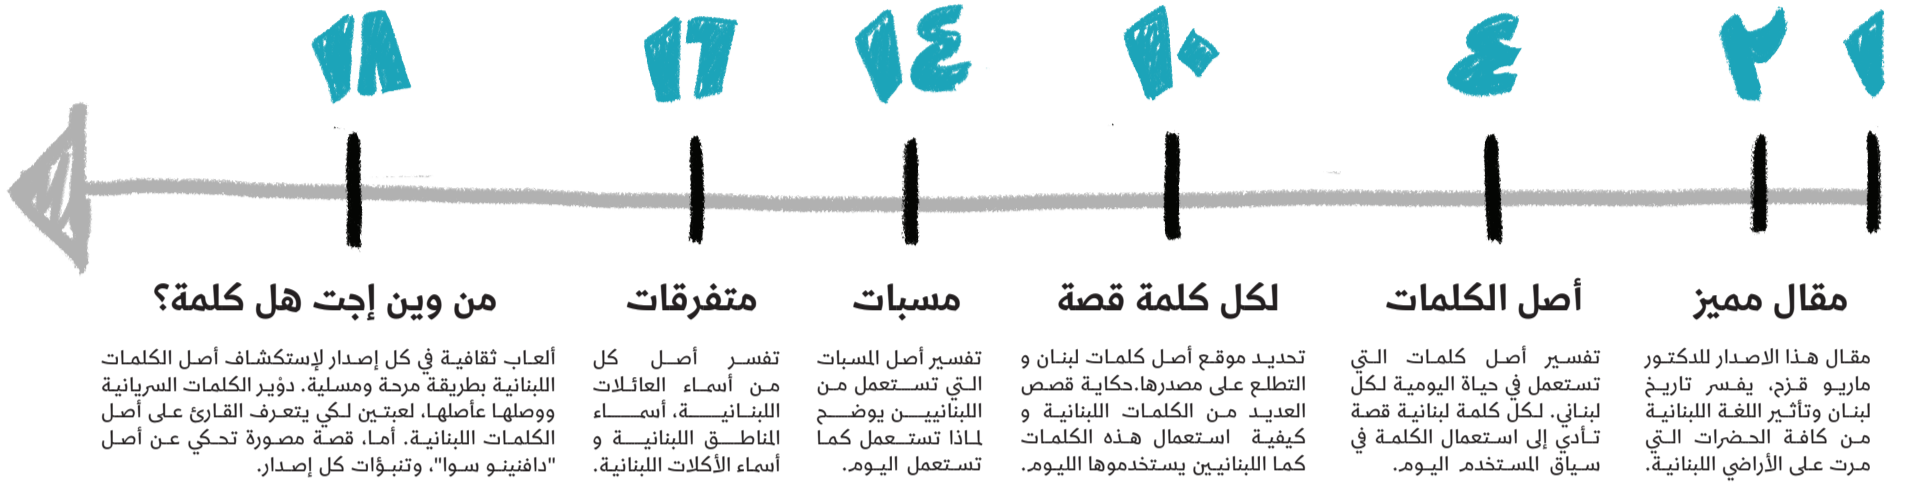 ١ ٢ ٤ ١٠ ١٤ ١٦ ١٨
مقال مميز
مقال هذا الاصدار للدكتور
ماريو قزح، يفسر تاريخ
لبنان وتأثير اللغة اللبنانية
من كافة الحضرات التي
مرت على الأراضي اللبنانية.
أصل الكلمات
تفسير أصل كلمات التي
تستعمل في حياة اليومية لكل
لبناني. لكل كلمة لبنانية قصة
تأدي إلى استعمال الكلمة في
سياق المستخدم اليوم.
لكل كلمة قصة
تحديد موقع أصل كلمات لبنان و
التطلع على مصدرها.حكاية قصص
العديد من الكلمات اللبنانية و
كيفية استعمال هذه الكلمات
كما اللبنانيين يستخدموها الليوم.
مسبات
تفسير أصل المسبات
التي تستعمل من
اللبنانيين يوضح
لماذا تستعمل كما
تستعمل اليوم.
متفرقات
تفسر أصل كل
من أسماء العائلات
اللبنانية، أسماء
المناطق اللبنانية و
أسماء الأكلات اللبنانية.
من وين إجت هل كلمة؟
ألعاب ثقافية في كل إصدار لإستكشاف أصل الكلمات
اللبنانية بطريقة مرحة ومسلية. دؤير الكلمات السريانية
ووصلها عأصلها، لعبتين لكي يتعرف القارئ على أصل
الكلمات اللبنانية. أما، قصة مصورة تحكي عن أصل
"دافنينو سوا"، وتنبؤات كل إصدار.